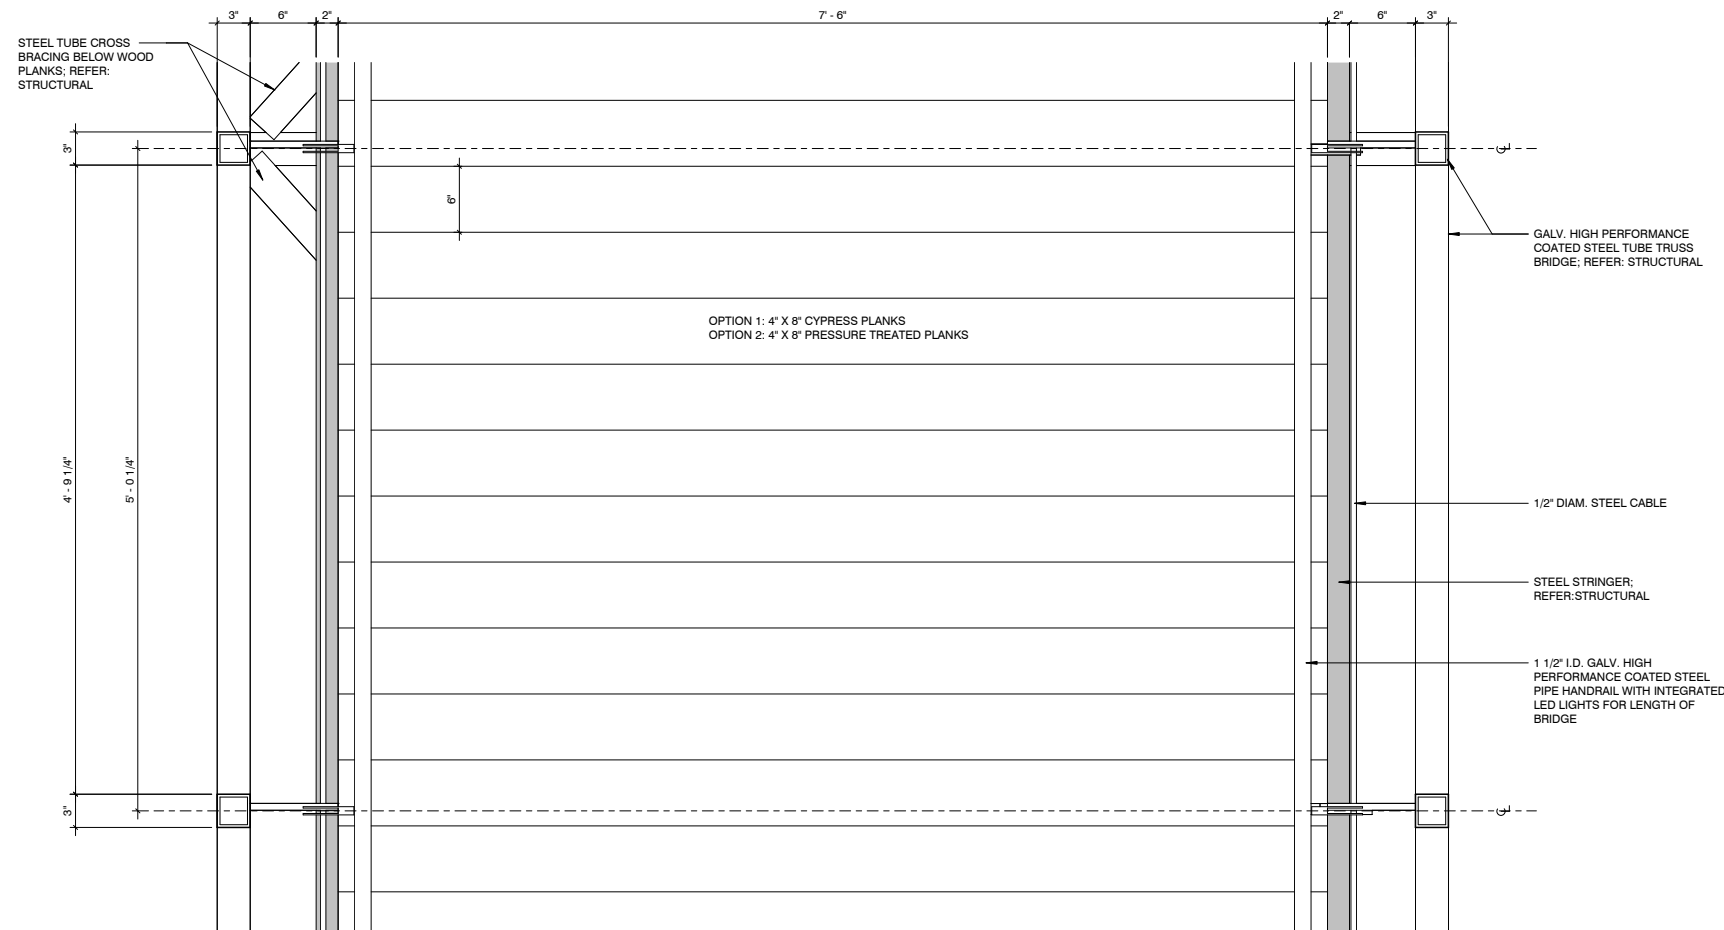 3" 6" 2" 7' - 6" 2" 6" 3"
STEEL TUBE CROSS
BRACING BELOW WOOD
PLANKS; REFER:
STRUCTURAL
3"
6"
4' - 9 1/4"
5' - 0 1/4"
3"
OPTION 1: 4" X 8" CYPRESS PLANKS
OPTION 2: 4" X 8" PRESSURE TREATED PLANKS
CL
GALV. HIGH PERFORMANCE
COATED STEEL TUBE TRUSS
BRIDGE; REFER: STRUCTURAL
1/2" DIAM. STEEL CABLE
STEEL STRINGER;
REFER:STRUCTURAL
1 1/2" I.D. GALV. HIGH
PERFORMANCE COATED STEEL
PIPE HANDRAIL WITH INTEGRATED
LED LIGHTS FOR LENGTH OF
BRIDGE
CL